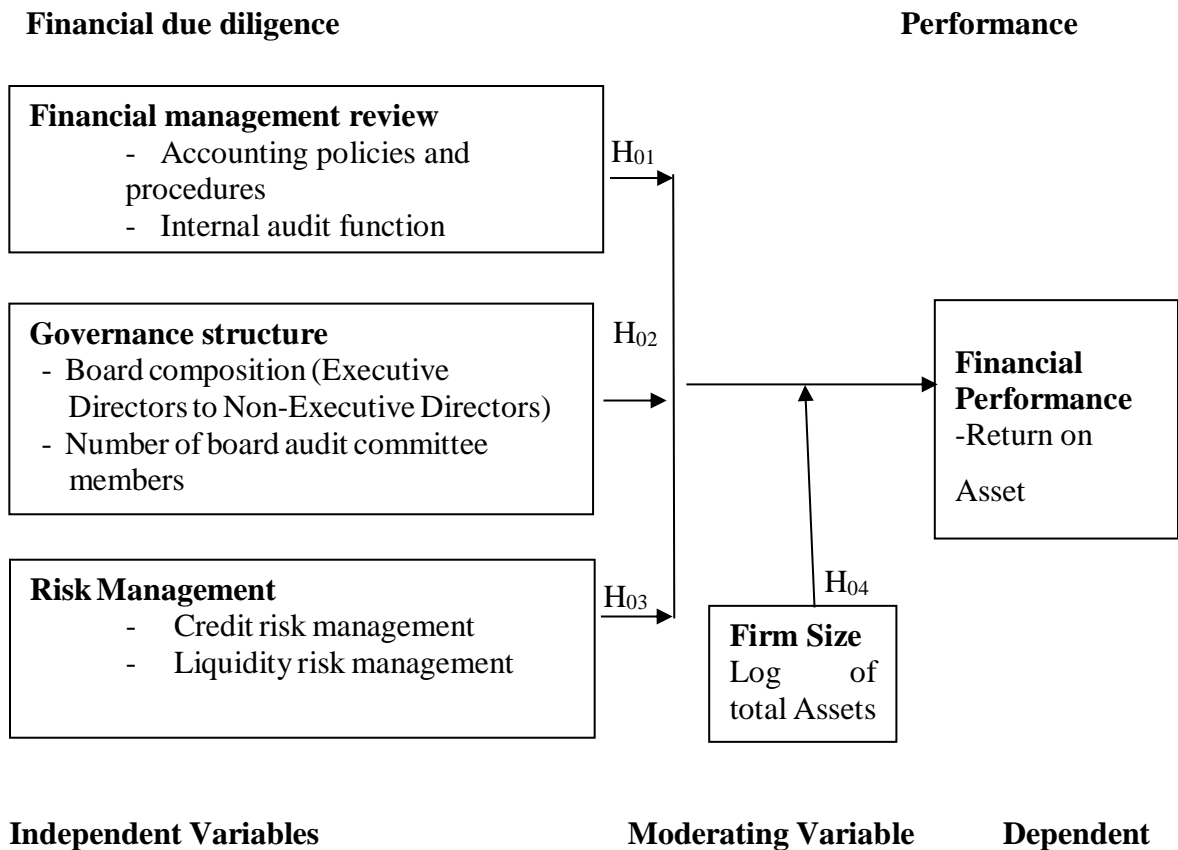 Financial due diligence Performance
Financial management review
- Accounting policies and
procedures
- Internal audit function
H01
Governance structure
- Board composition (Executive
Directors to Non-Executive Directors)
- Number of board audit committee
members
H02
Financial
Performance
-Return on
Asset
Risk Management
- Credit risk management
- Liquidity risk management
H03
H04
Firm Size
Log of
total Assets
Independent Variables Moderating Variable Dependent